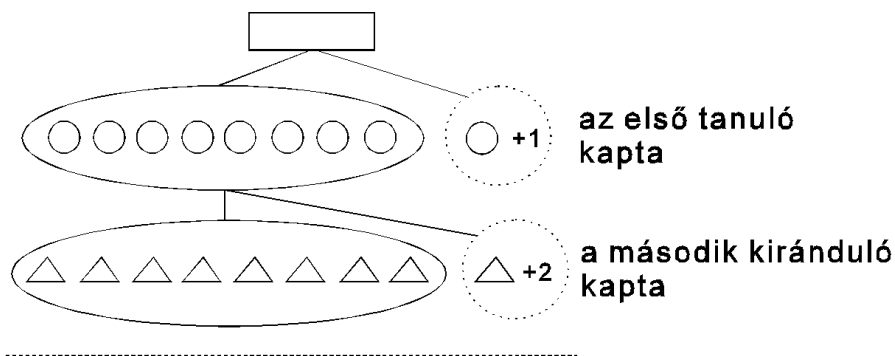 +1
az első tanuló
kapta
+2
a második kiránduló
kapta